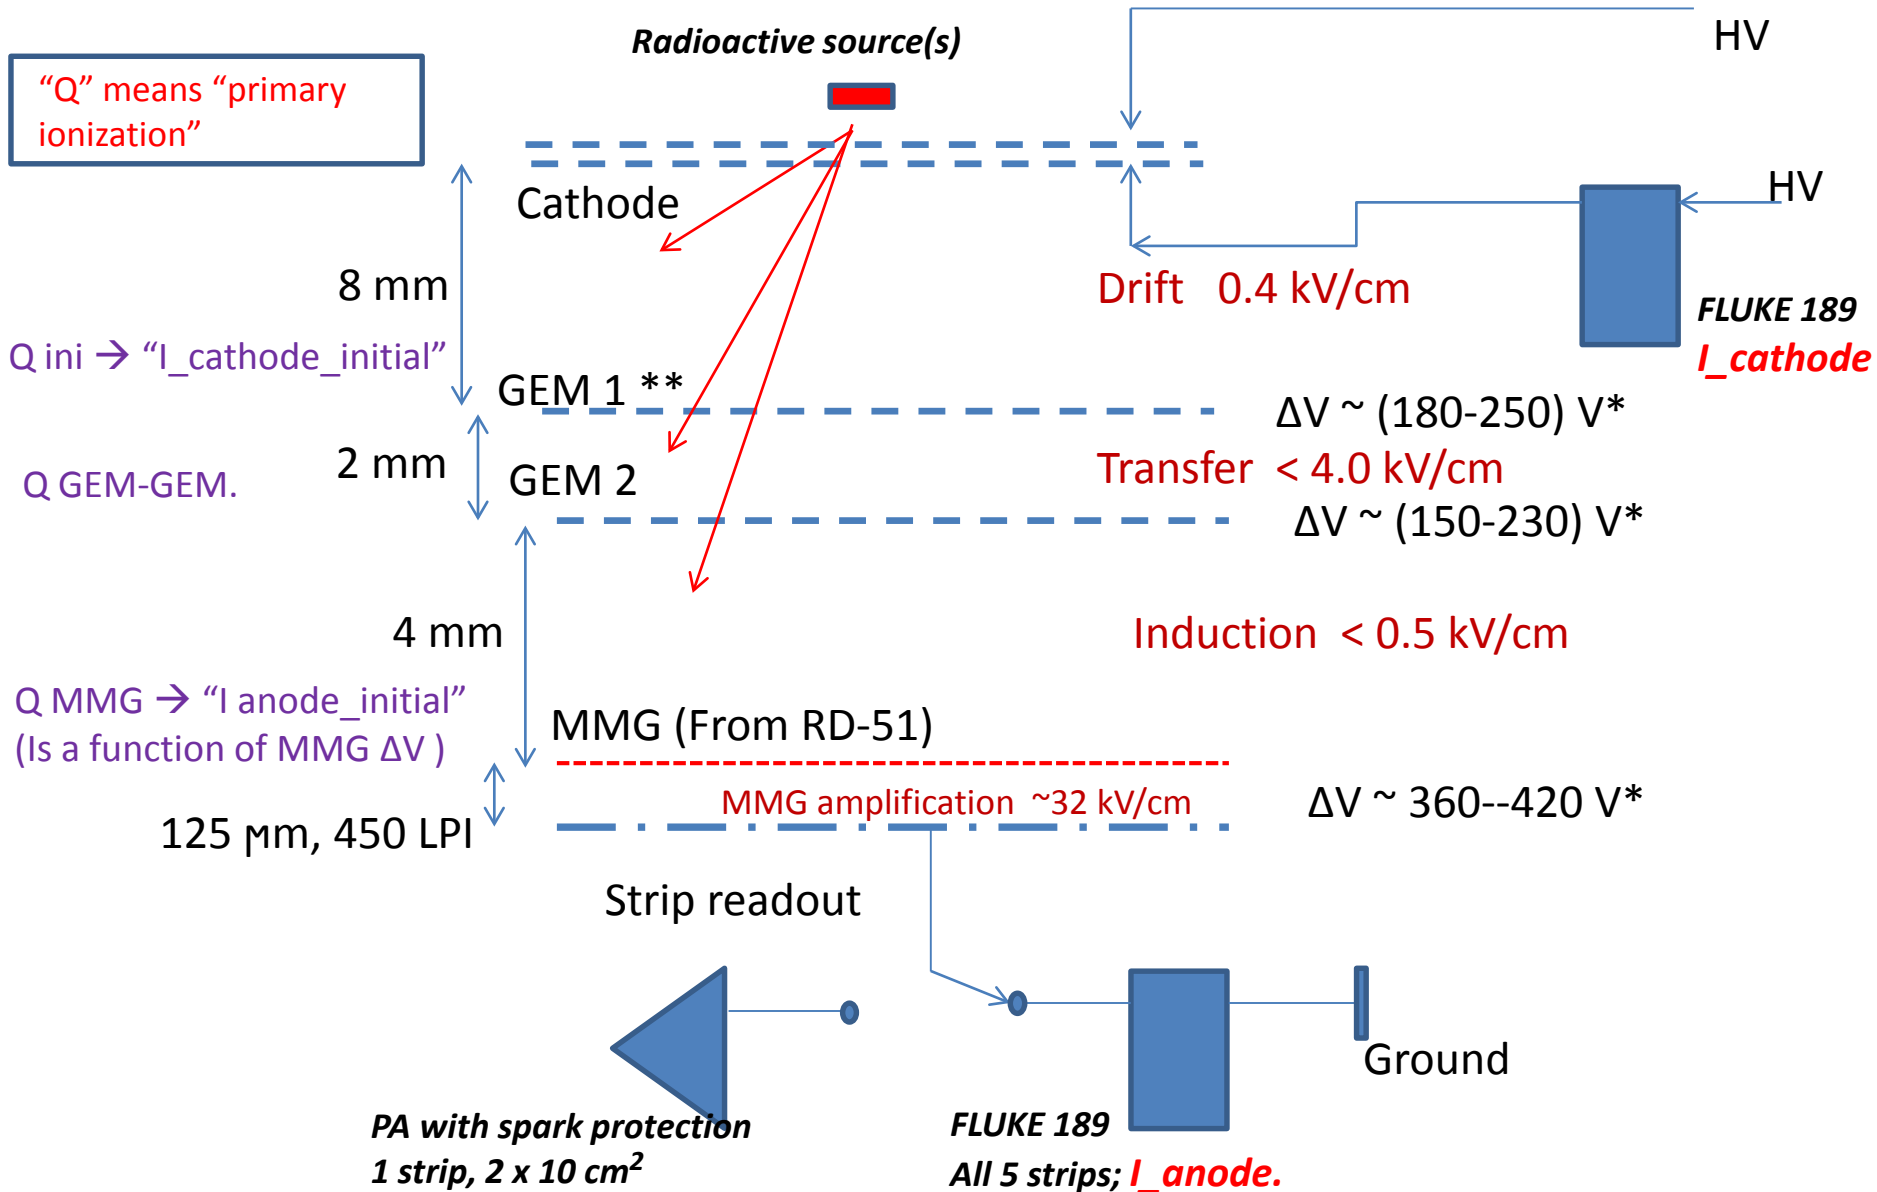 Radioactive source(s)
HV
“Q” means “primary
ionization”
Cathode
HV
8 mm
Drift 0.4 kV/cm
FLUKE 189
I_cathode
Q ini → “I_cathode_initial”
GEM 1 **
ΔV ~ (180-250) V*
2 mm
Transfer < 4.0 kV/cm
Q GEM-GEM.
GEM 2
ΔV ~ (150-230) V*
4 mm
Induction < 0.5 kV/cm
Q MMG → “I anode_initial”
(Is a function of MMG ΔV )
MMG (From RD-51)
MMG amplification ~32 kV/cm
ΔV ~ 360--420 V*
125 ϻm, 450 LPI
Strip readout
Ground
PA with spark protection
1 strip, 2 x 10 cm²
FLUKE 189
All 5 strips; I_anode.